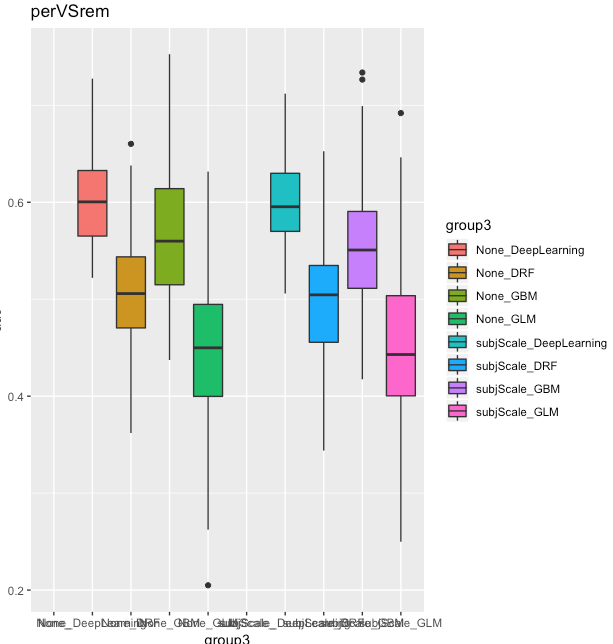 perVSrem
0.6
0.4
0.2
group3
group3
None_DeepLearning
None_DRF
None_GBM
None_GLM
subjScale_DeepLearning
subjScale_DRF
subjScale_GBM
subjScale_GLM